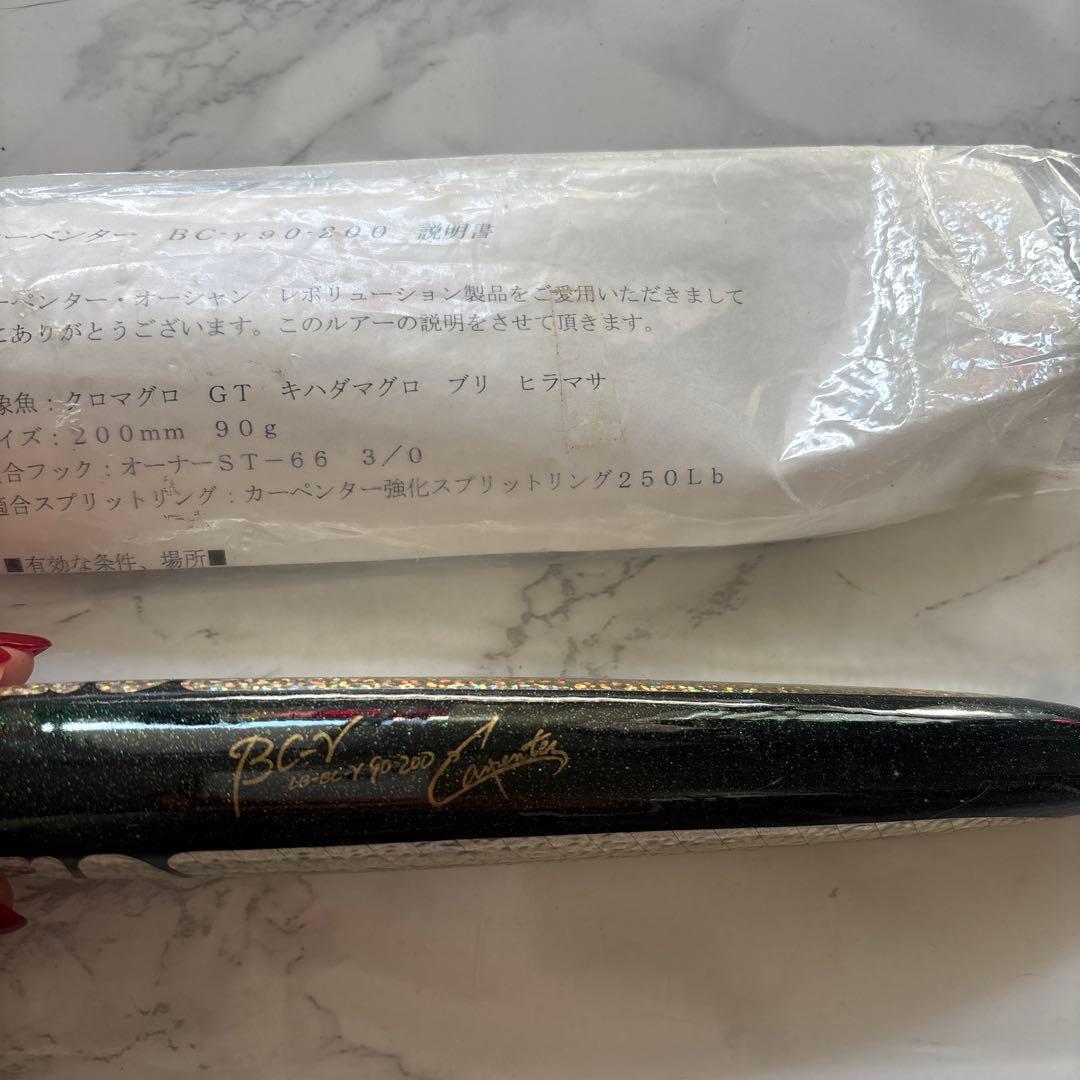 ーペンター　ＢＣ-γ９０-２００　説明書
ーペンター・オーシャン　レボリューション製品をご愛用いただきまして
にありがとうございます。このルアーの説明をさせて頂きます。
象魚：クロマグロ　ＧＴ　キハダマグロ　ブリ　ヒラマサ
イズ：２００mm　９０ｇ
合フック：オーナーＳＴ－６６　３／０
適合スプリットリング：カーペンター強化スプリットリング２５０Ｌｂ
■有効な条件、場所■
BC-γ
LB-BC-γ 90-200
Carpenter